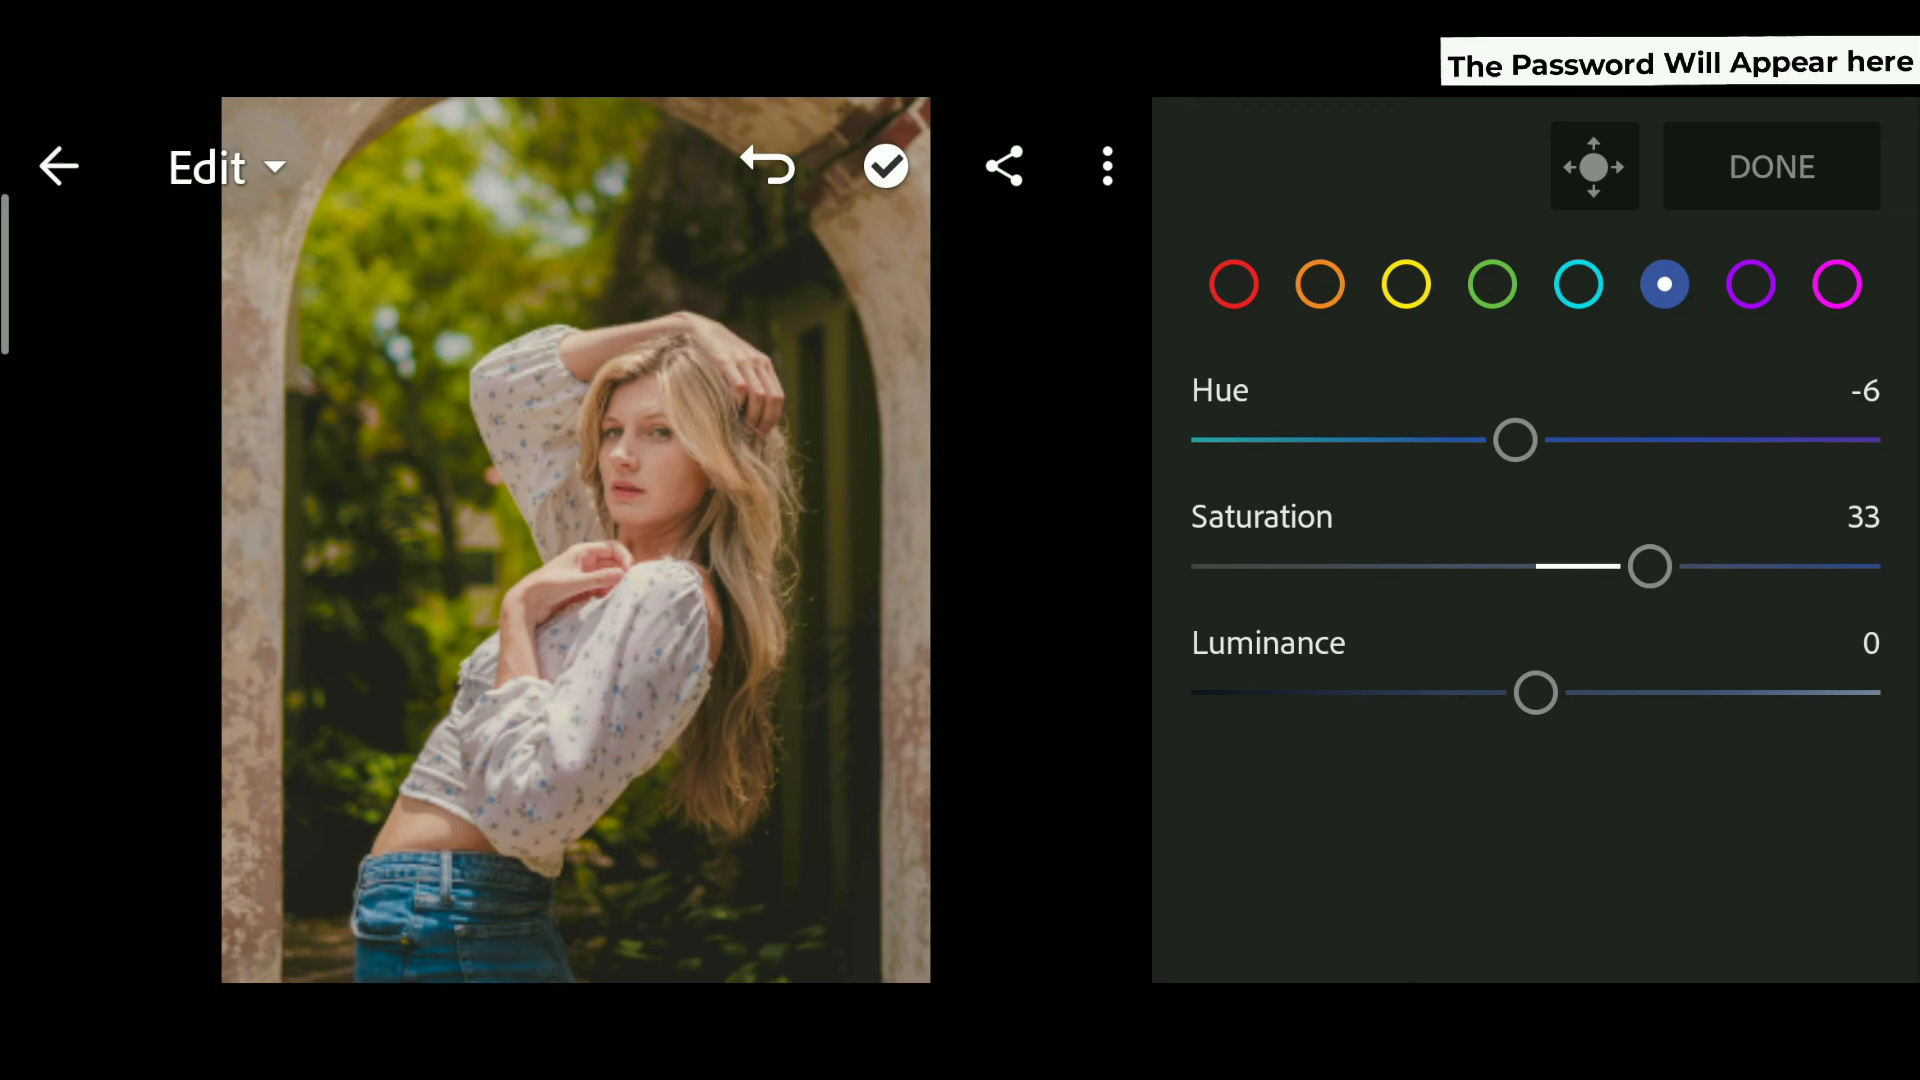 The Password Will Appear here
Edit
DONE
Hue -6
Saturation 33
Luminance 0